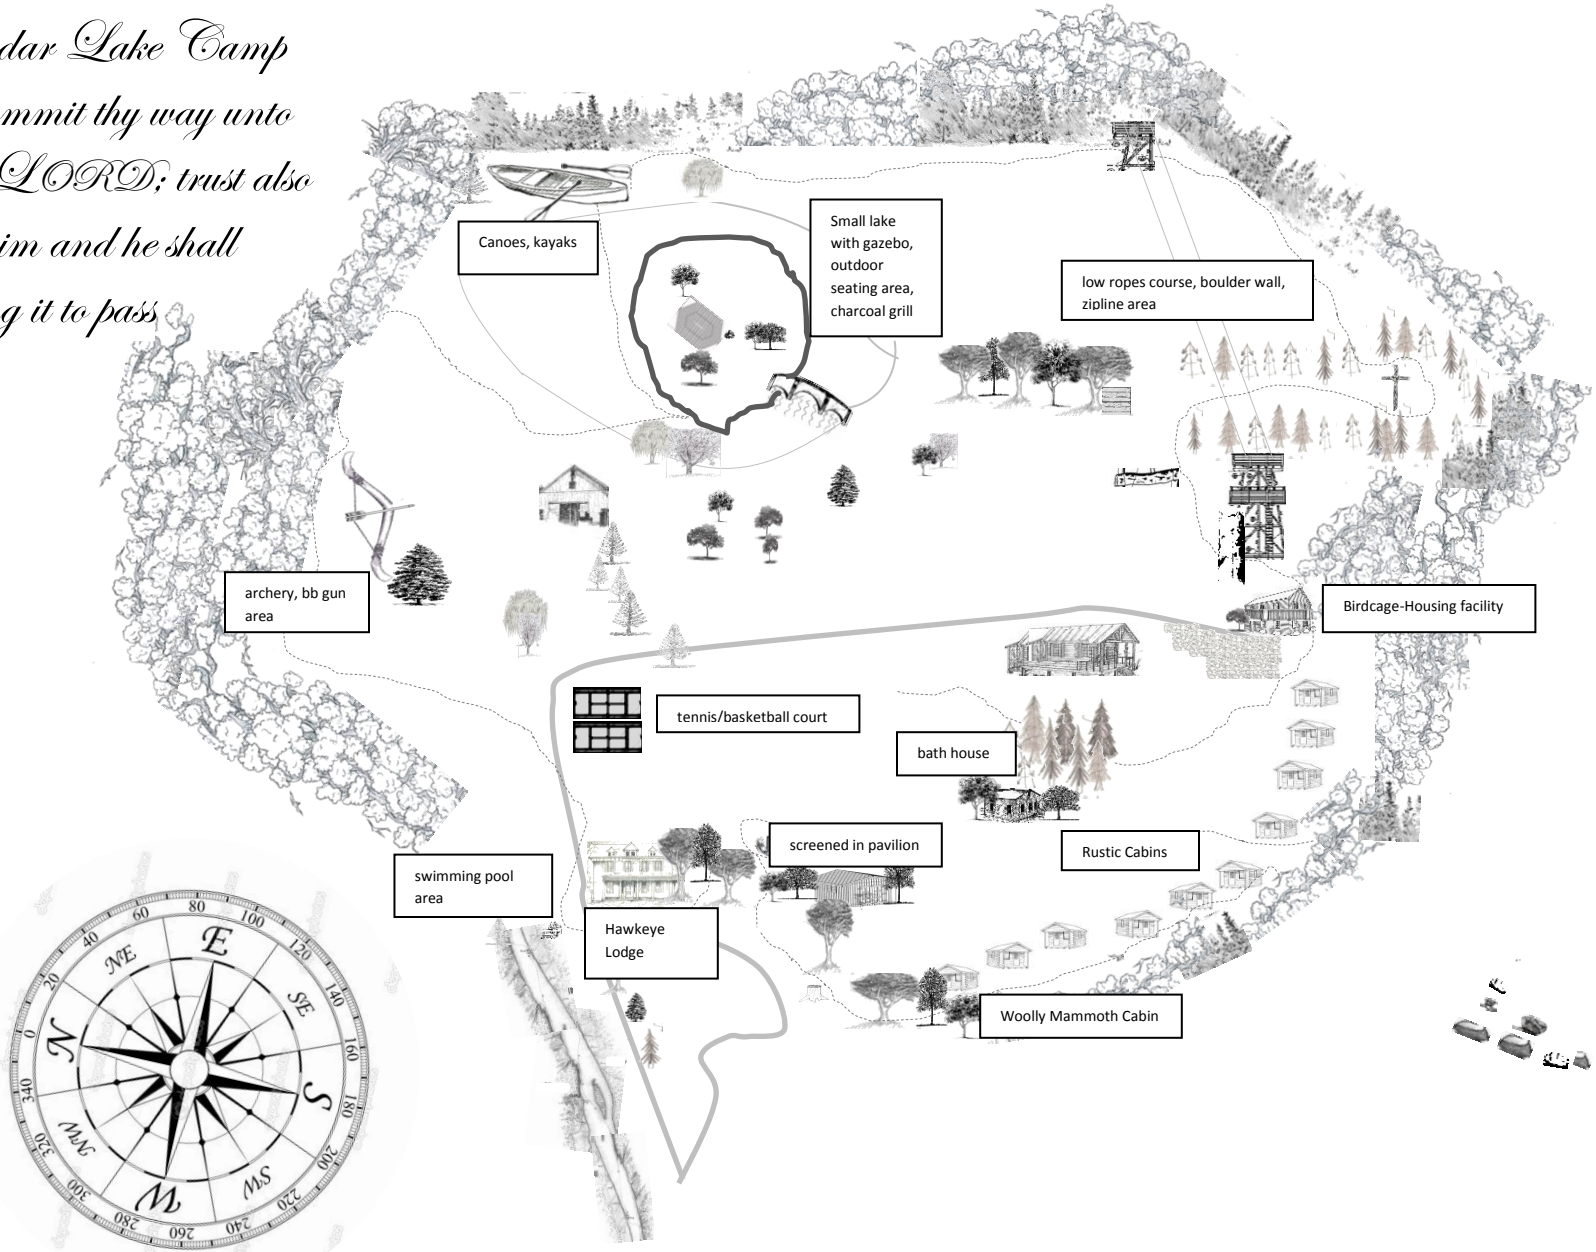 dar Lake Camp
mmit thy way unto
LORD; trust also
im and he shall
g it to pass
Canoes, kayaks
Small lake
with gazebo,
outdoor
seating area,
charcoal grill
low ropes course, boulder wall,
zipline area
archery, bb gun
area
Birdcage-Housing facility
tennis/basketball court
bath house
screened in pavilion
Rustic Cabins
swimming pool
area
Hawkeye
Lodge
Woolly Mammoth Cabin
0 20 40 60 80 100 120 140 160 180 200 220 240 260 280 300 320 340
N NE E SE S SW W NW